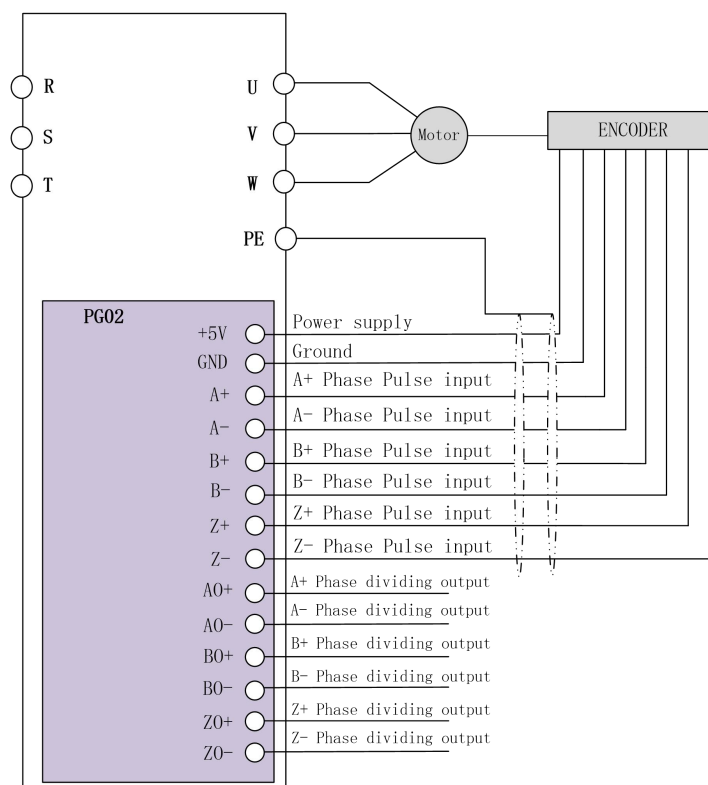 R
U
S
V
Motor
ENCODER
T
W
PE
PG02
+5V
Power supply
GND
Ground
A+
A+ Phase Pulse input
A-
A- Phase Pulse input
B+
B+ Phase Pulse input
B-
B- Phase Pulse input
Z+
Z+ Phase Pulse input
Z-
Z- Phase Pulse input
AO+
A+ Phase dividing output
AO-
A- Phase dividing output
BO+
B+ Phase dividing output
BO-
B- Phase dividing output
ZO+
Z+ Phase dividing output
ZO-
Z- Phase dividing output